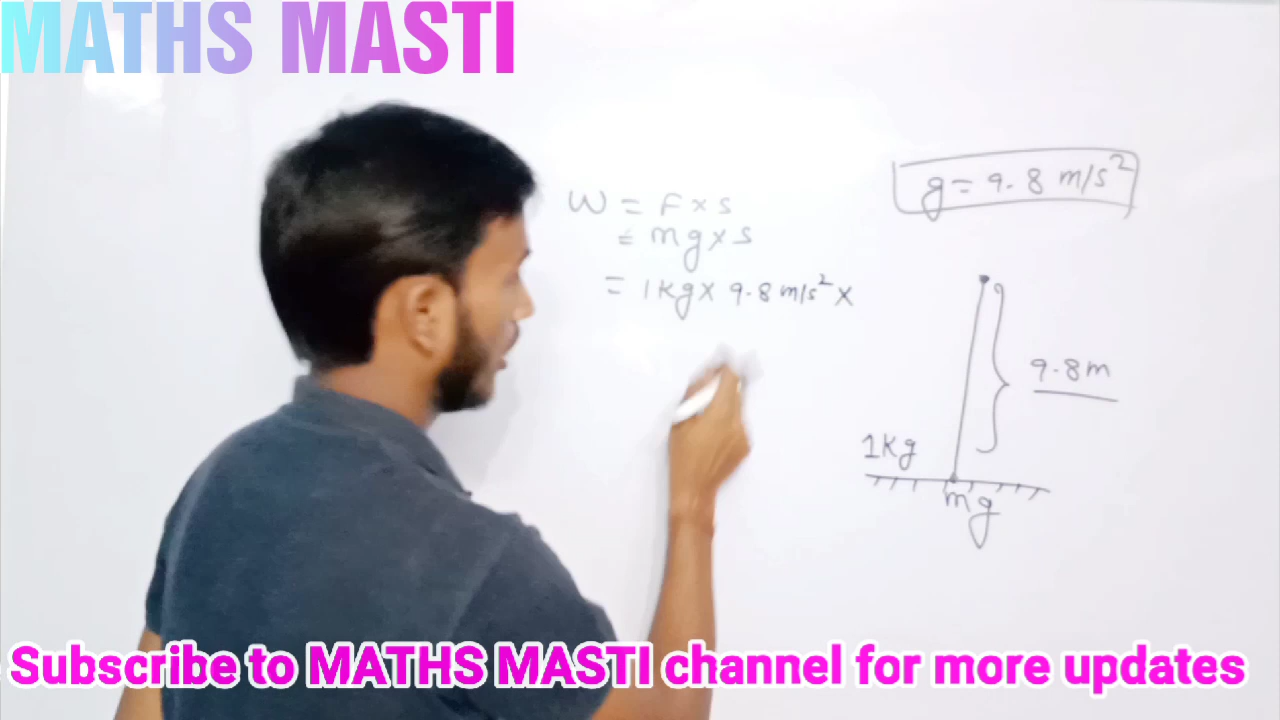 MATHS MASTI
W = F × s
= mg × s
= 1kg × 9.8 m/s² ×
g = 9.8 m/s²
9.8m
1kg
mg
Subscribe to MATHS MASTI channel for more updates